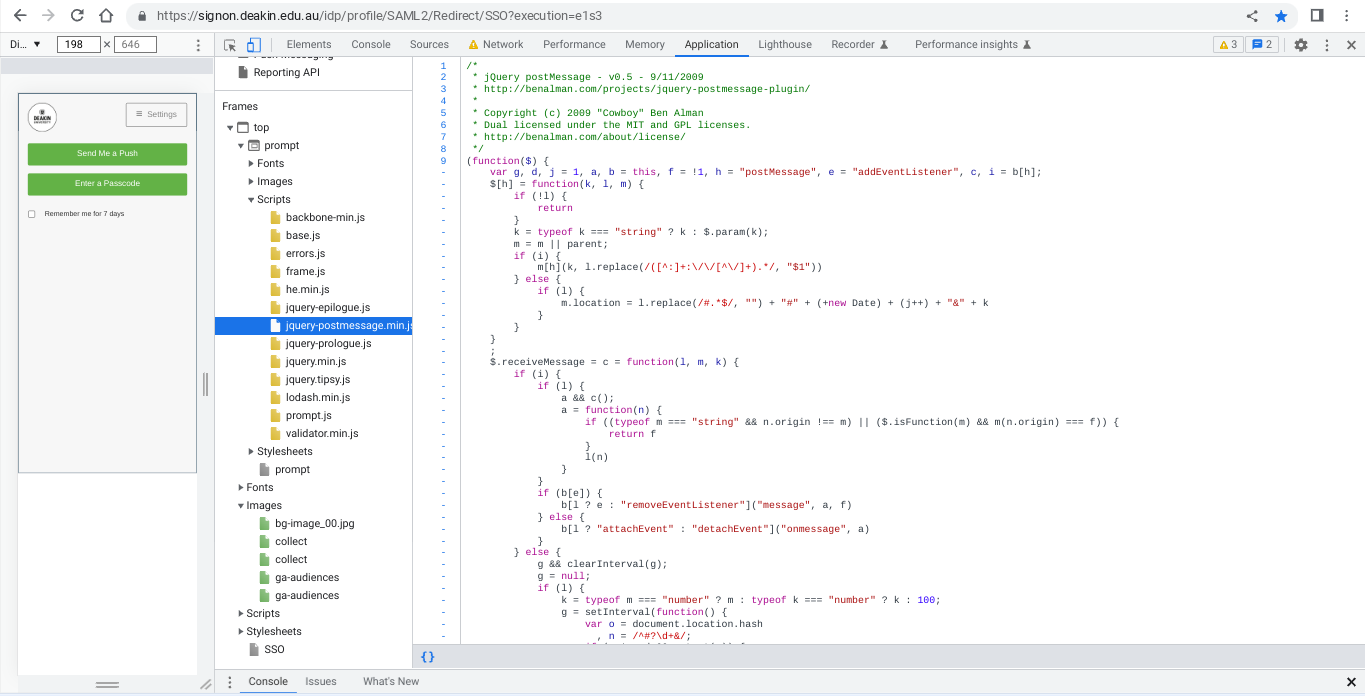 https://signon.deakin.edu.au/idp/profile/SAML2/Redirect/SSO?execution=e1s3
Di... ▼ 198 × 646
Elements Console Sources Network Performance Memory Application Lighthouse Recorder Performance insights 3 2
DEAKIN
Settings
Send Me a Push
Enter a Passcode
Remember me for 7 days
Push Messaging
Reporting API
Frames
top
prompt
Fonts
Images
Scripts
backbone-min.js
base.js
errors.js
frame.js
he.min.js
jquery-epilogue.js
jquery-postmessage.min.js
jquery-prologue.js
jquery.min.js
jquery.tipsy.js
lodash.min.js
prompt.js
validator.min.js
Stylesheets
prompt
Fonts
Images
bg-image_00.jpg
collect
collect
ga-audiences
ga-audiences
Scripts
Stylesheets
SSO
1 /*
2 * jQuery postMessage - v0.5 - 9/11/2009
3 * http://benalman.com/projects/jquery-postmessage-plugin/
4 *
5 * Copyright (c) 2009 "Cowboy" Ben Alman
6 * Dual licensed under the MIT and GPL licenses.
7 * http://benalman.com/about/license/
8 */
9 (function($) {
- var g, d, j = 1, a, b = this, f = !1, h = "postMessage", e = "addEventListener", c, i = b[h];
- $[h] = function(k, l, m) {
- if (!l) {
- return
- }
- k = typeof k === "string" ? k : $.param(k);
- m = m || parent;
- if (i) {
- m[h](k, l.replace(/([^:]+:\/\/[^\/]+).*/, "$1"))
- } else {
- if (l) {
- m.location = l.replace(/#.*$/, "") + "#" + (+new Date) + (j++) + "&" + k
- }
- }
- }
- ;
- $.receiveMessage = c = function(l, m, k) {
- if (i) {
- if (l) {
- a && c();
- a = function(n) {
- if ((typeof m === "string" && n.origin !== m) || ($.isFunction(m) && m(n.origin) === f)) {
- return f
- }
- l(n)
- }
- }
- if (b[e]) {
- b[l ? e : "removeEventListener"]("message", a, f)
- } else {
- b[l ? "attachEvent" : "detachEvent"]("onmessage", a)
- }
- } else {
- g && clearInterval(g);
- g = null;
- if (l) {
- k = typeof m === "number" ? m : typeof k === "number" ? k : 100;
- g = setInterval(function() {
- var o = document.location.hash
- , n = /^#?\d+&/;
{}
Console Issues What's New